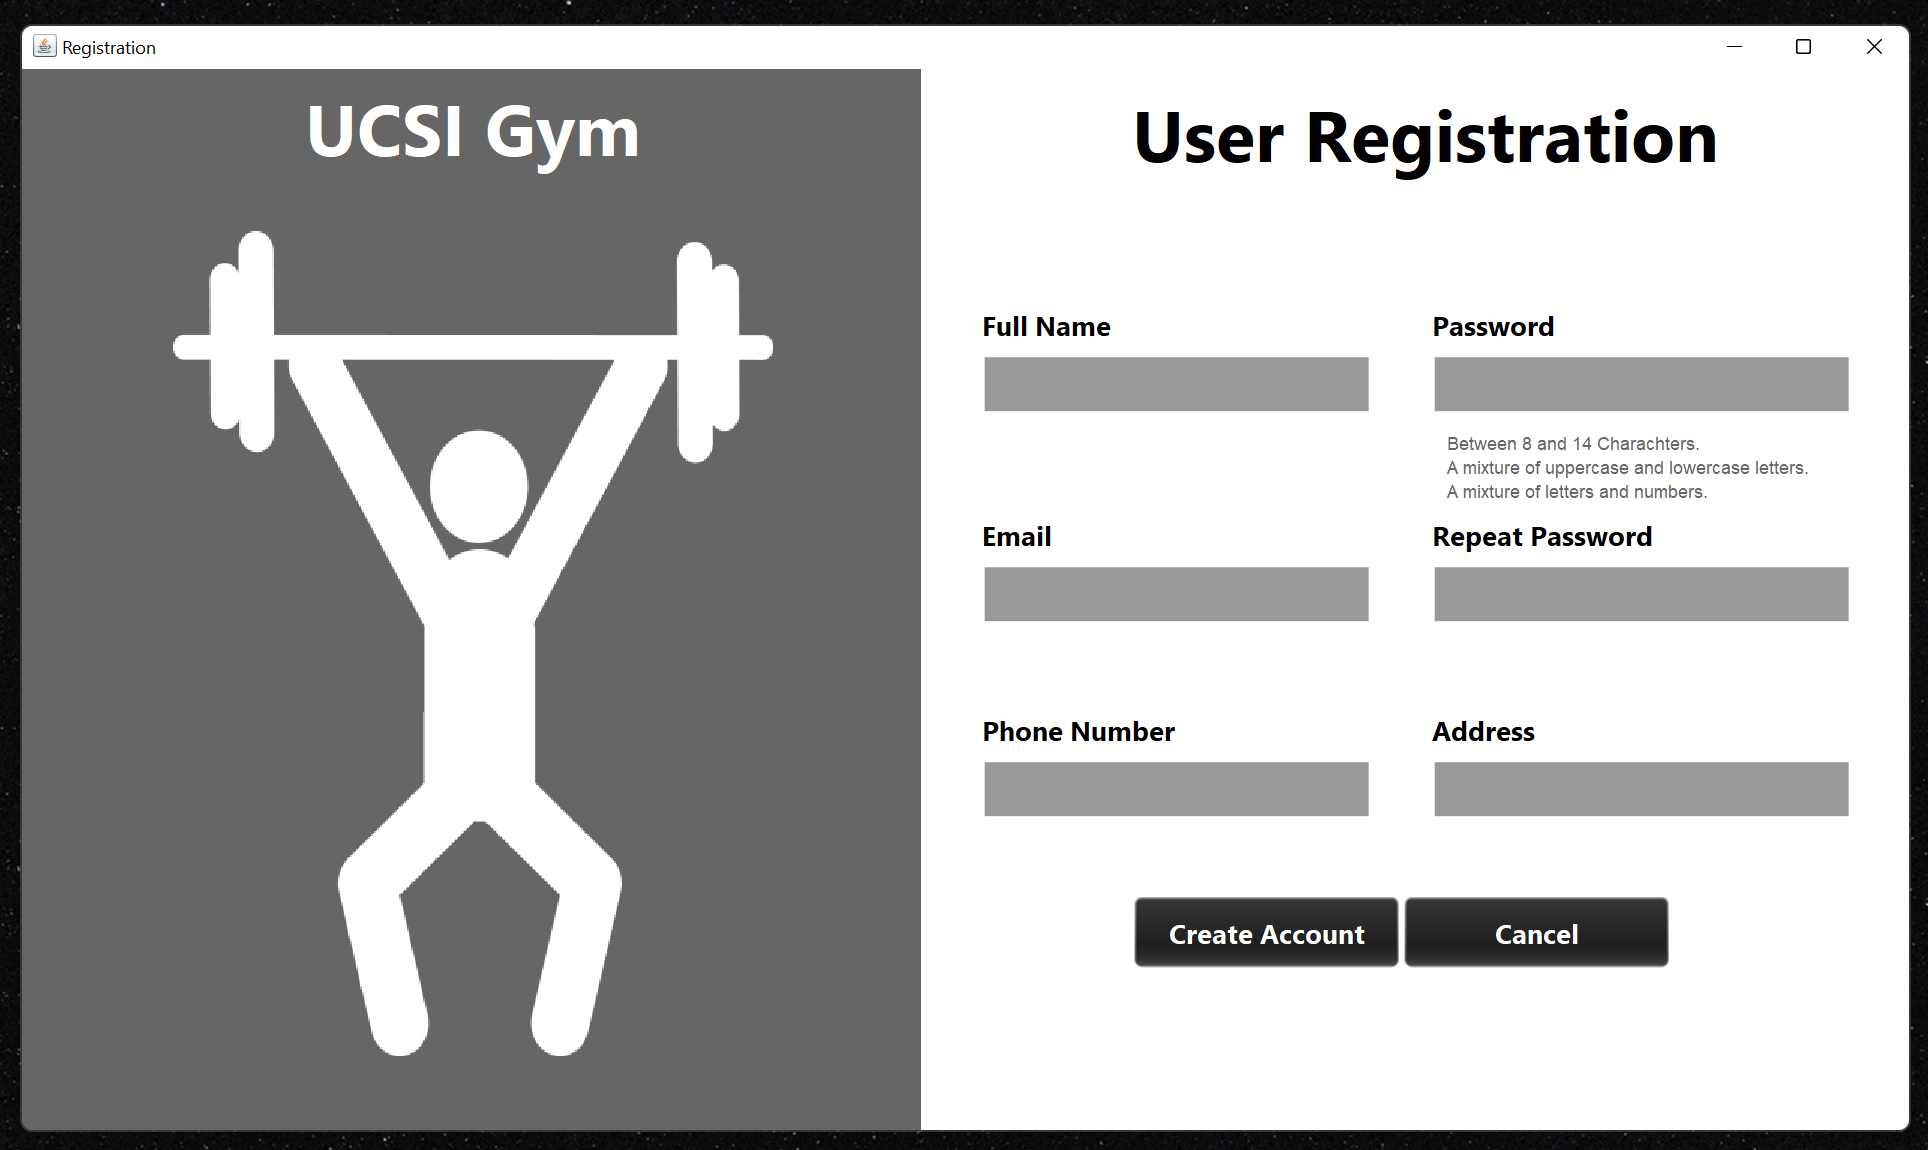 Registration
UCSI Gym
User Registration
Full Name
Password
Between 8 and 14 Charachters.
A mixture of uppercase and lowercase letters.
A mixture of letters and numbers.
Email
Repeat Password
Phone Number
Address
Create Account
Cancel